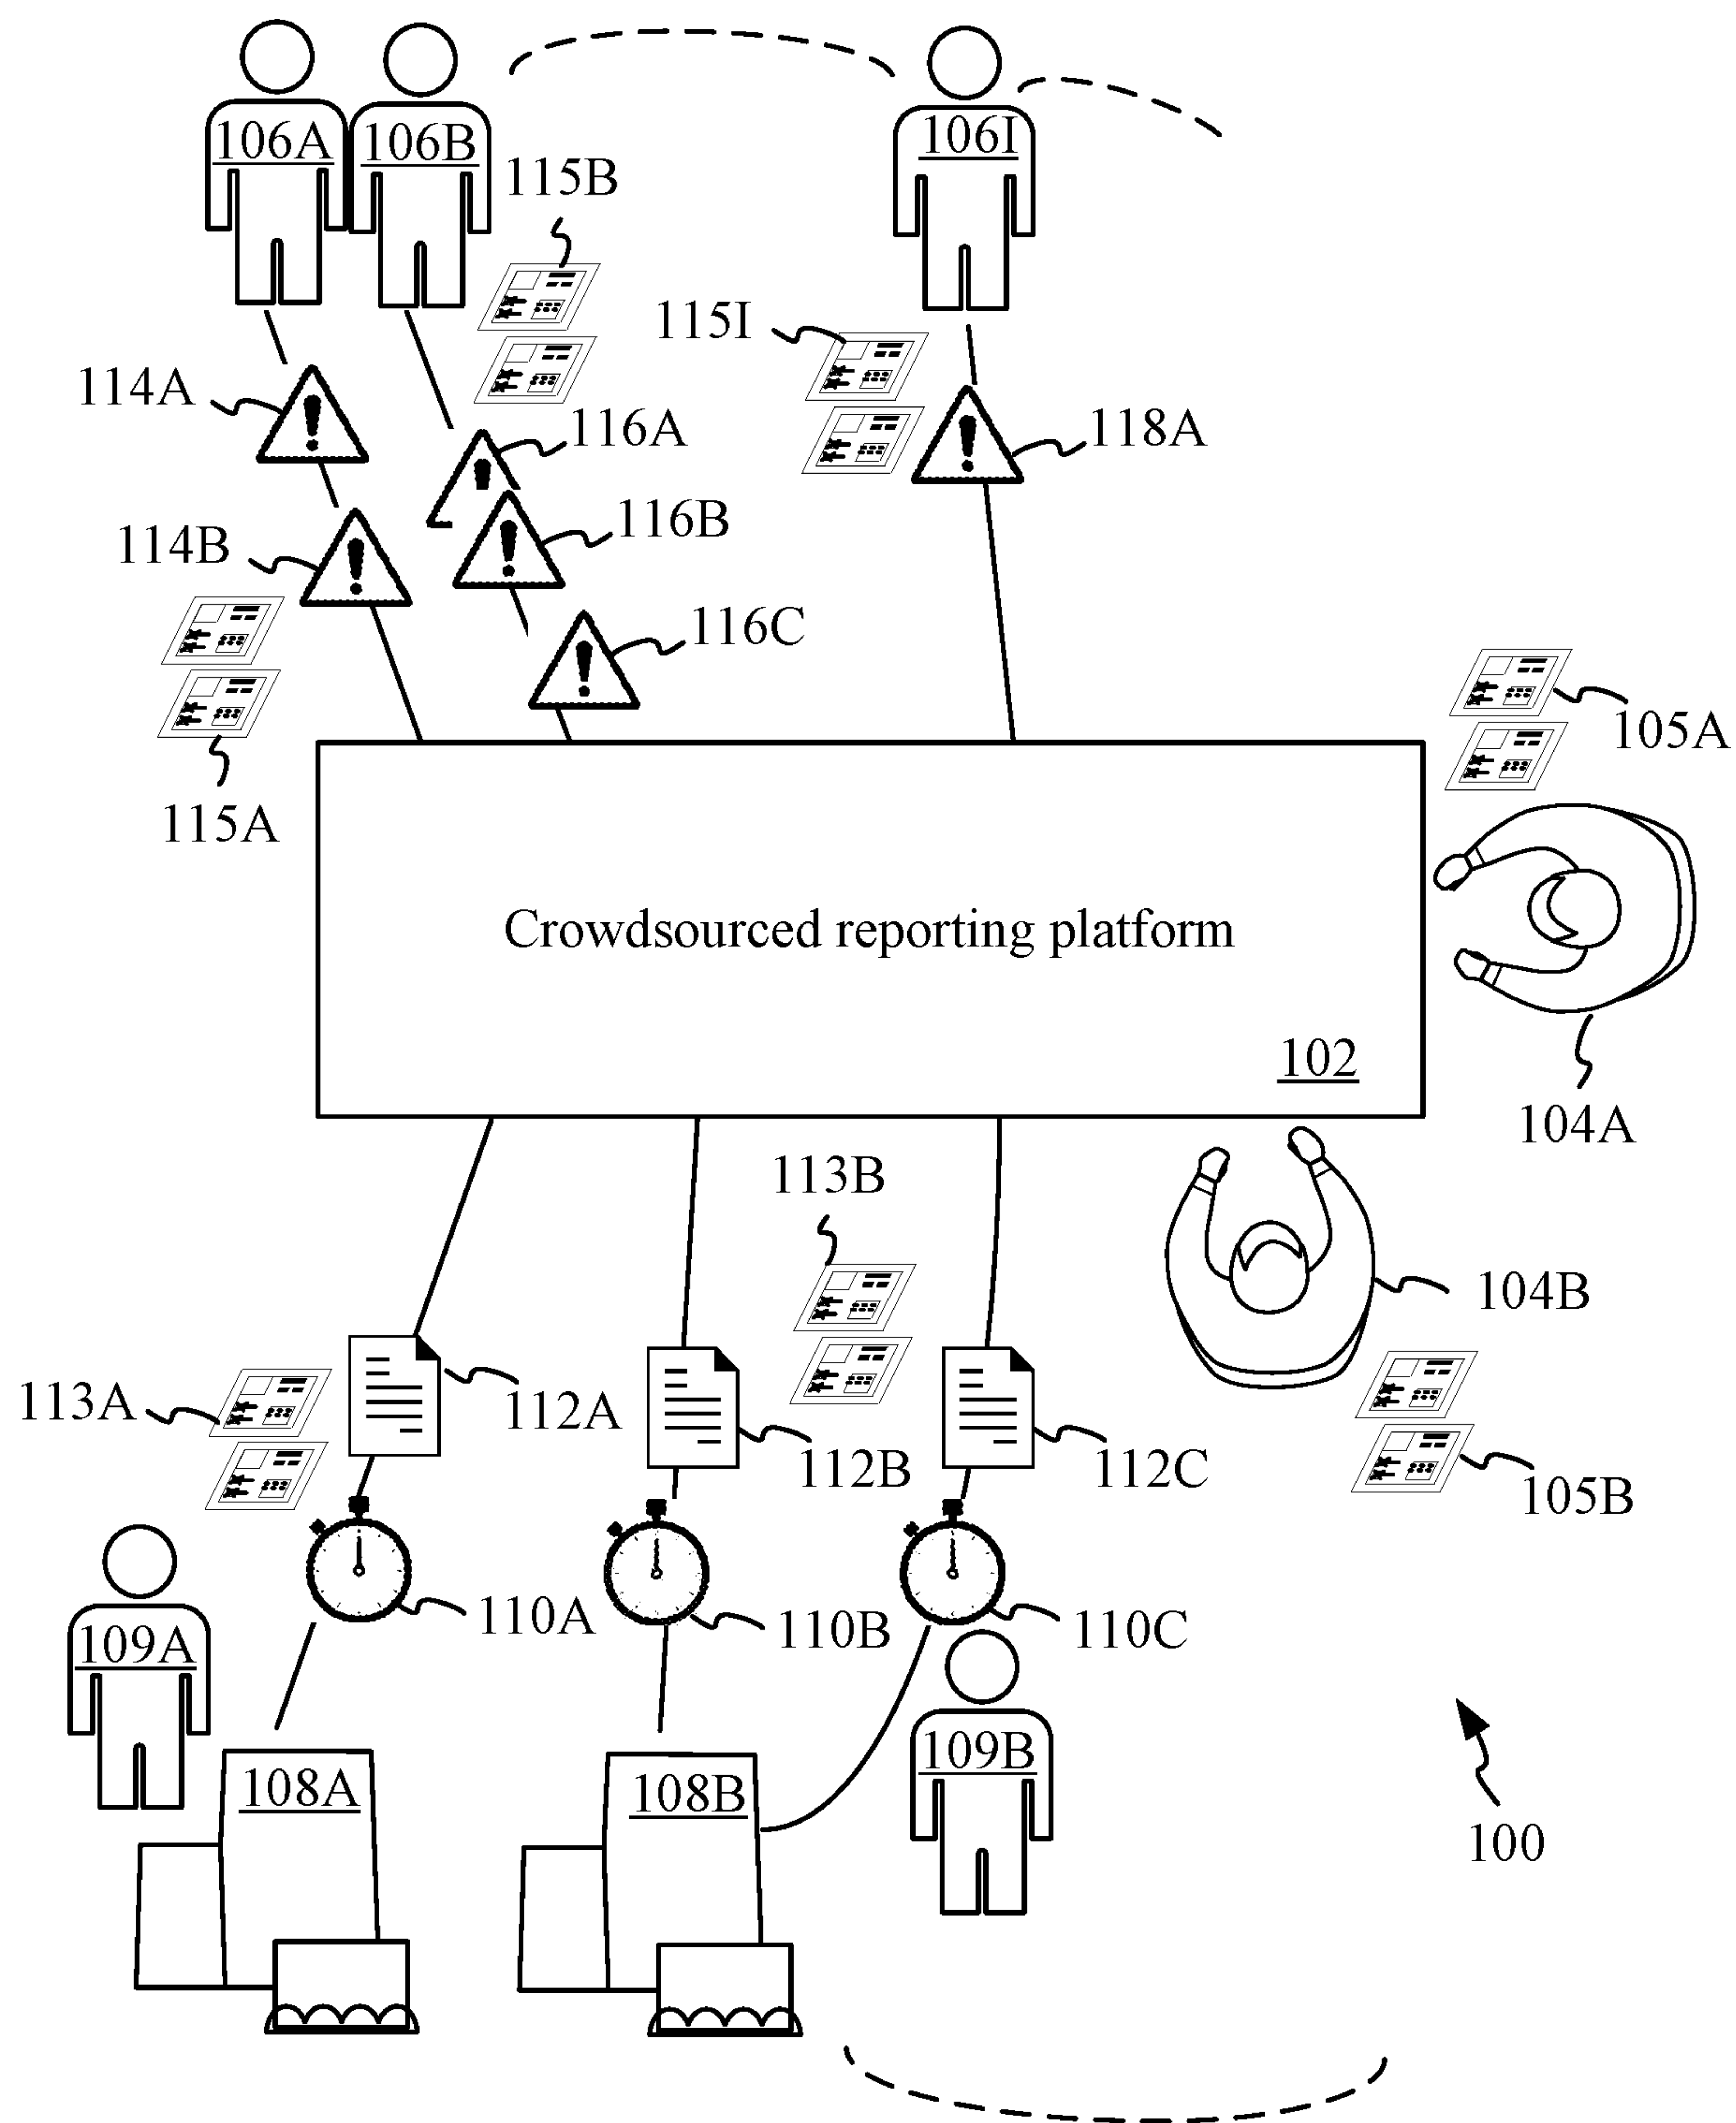 106A
106B
106I
115B
115I
114A
116A
118A
116B
114B
116C
105A
115A
Crowdsourced reporting platform
102
104A
113B
104B
113A
112A
112B
112C
105B
110A
110B
110C
109A
109B
108A
108B
100